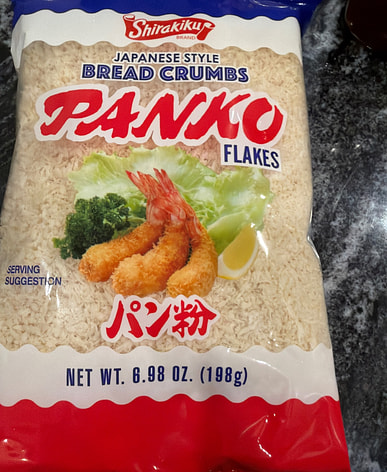 Shirakiku
BRAND
JAPANESE STYLE
BREAD CRUMBS
PANKO
FLAKES
SERVING
SUGGESTION
パン粉
NET WT. 6.98 OZ. (198g)